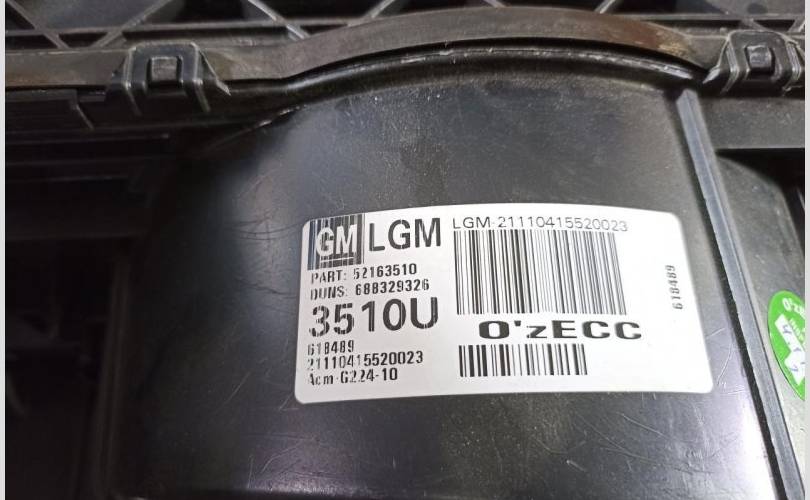 GM LGM
LGM-21110415520023
PART: 52163510
DUNS: 688329326
3510U
O'zECC
618489
21110415520023
Acm-G224-10
618489
O'z